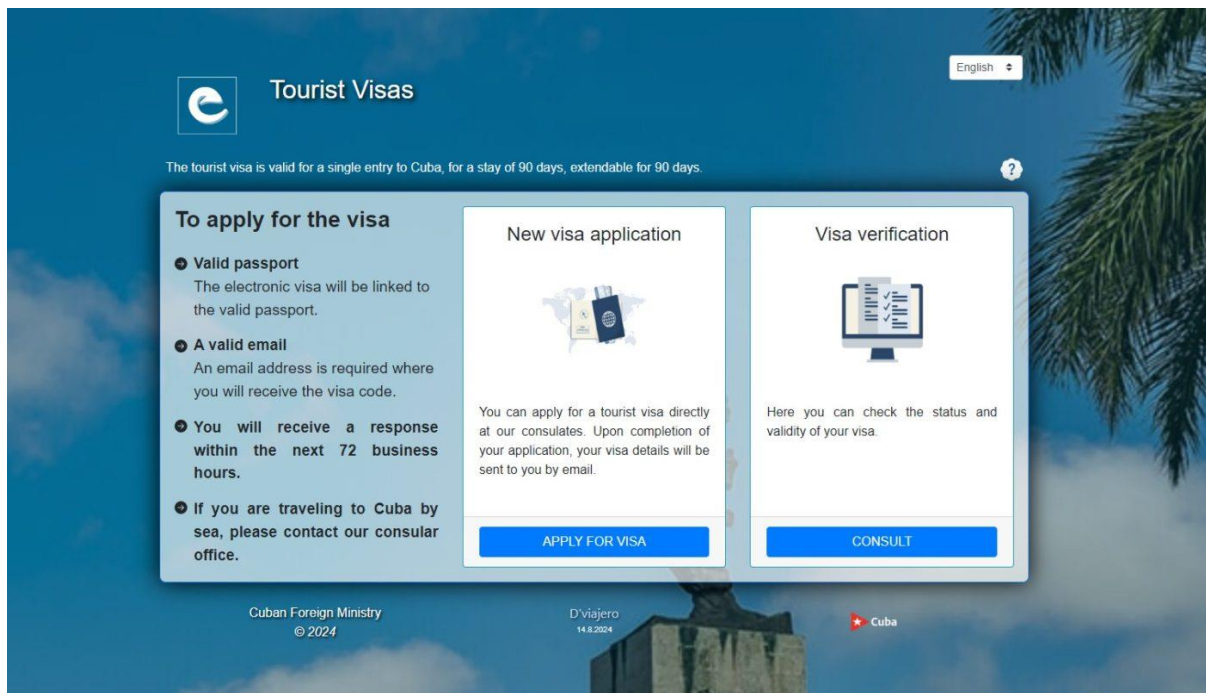 English
Tourist Visas
The tourist visa is valid for a single entry to Cuba, for a stay of 90 days, extendable for 90 days.
?
To apply for the visa
Valid passport
The electronic visa will be linked to
the valid passport.
A valid email
An email address is required where
you will receive the visa code.
You will receive a response
within the next 72 business
hours.
If you are traveling to Cuba by
sea, please contact our consular
office.
New visa application
You can apply for a tourist visa directly
at our consulates. Upon completion of
your application, your visa details will be
sent to you by email.
APPLY FOR VISA
Visa verification
Here you can check the status and
validity of your visa.
CONSULT
Cuban Foreign Ministry
© 2024
D'viajero
14.8.2024
Cuba